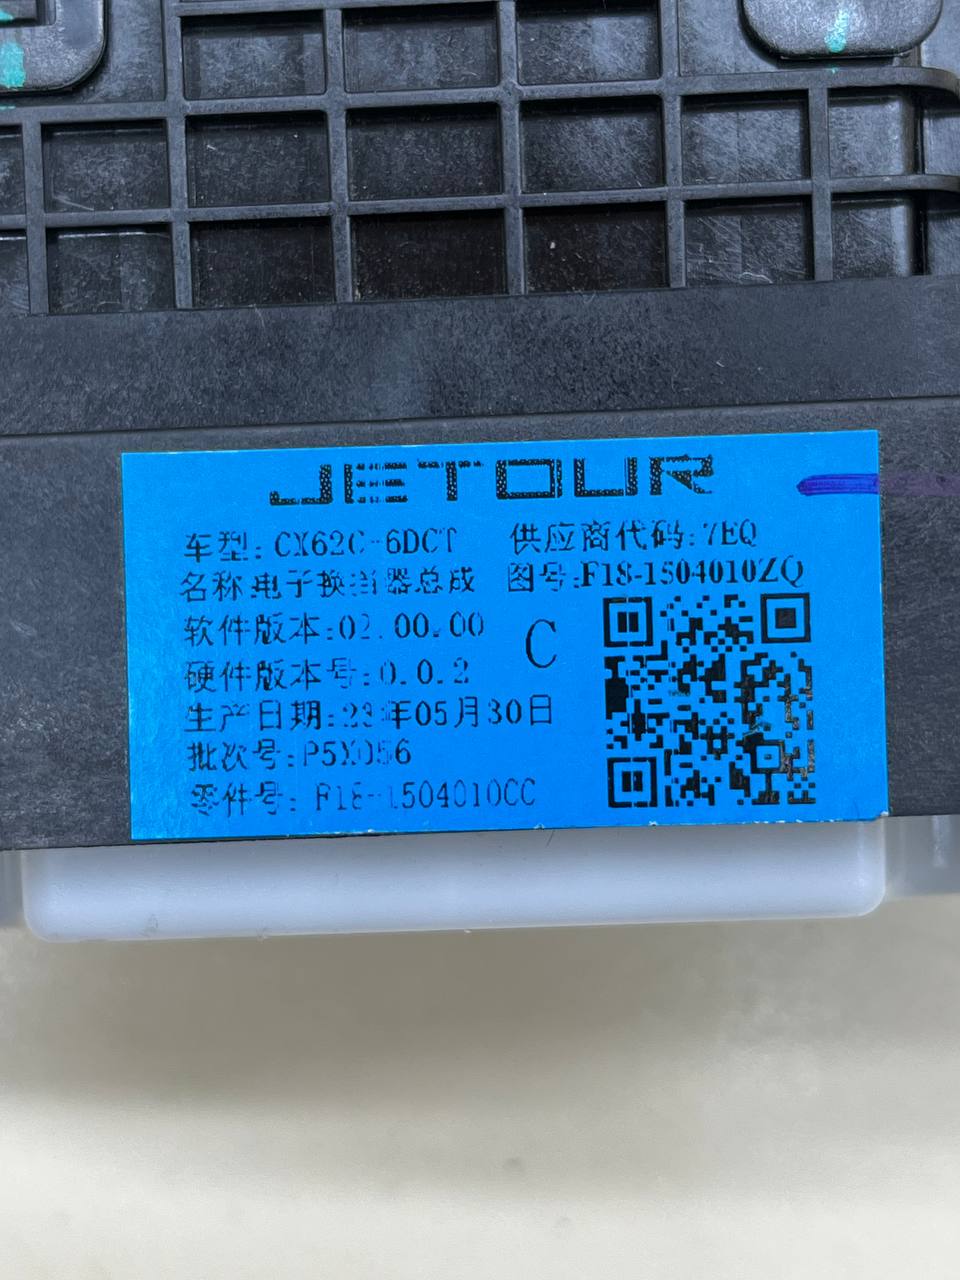 JETOUR
车型:CX62C-6DCT 供应商代码:7EQ
名称:电子换挡器总成 图号:F18-1504010ZQ
软件版本:02.00.00 C
硬件版本号:0.0.2
生产日期:23年05月30日
批次号:P5X056
零件号:F18-1504010CC